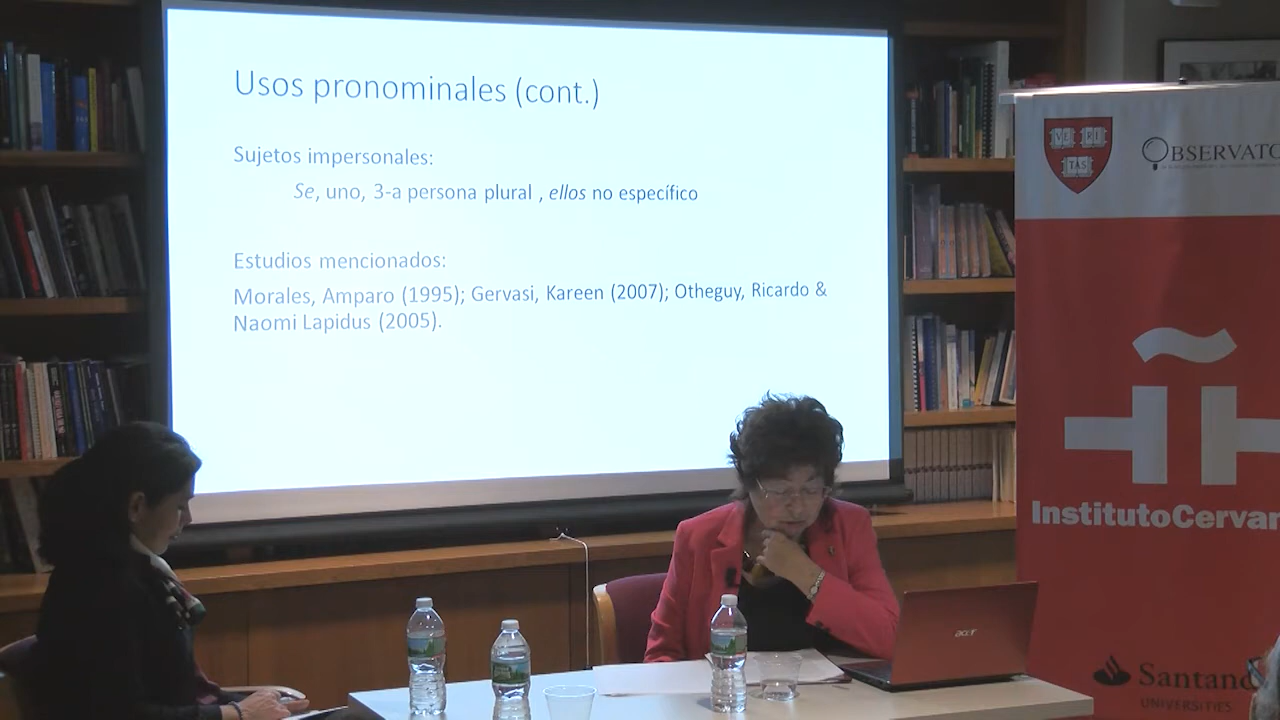 Usos pronominales (cont.)
Sujetos impersonales:
Se, uno, 3-a persona plural , ellos no específico
Estudios mencionados:
Morales, Amparo (1995); Gervasi, Kareen (2007); Otheguy, Ricardo &
Naomi Lapidus (2005).
VE RI
TAS
OBSERVATO
InstitutoCervan
acer
Santand
UNIVERSITIES